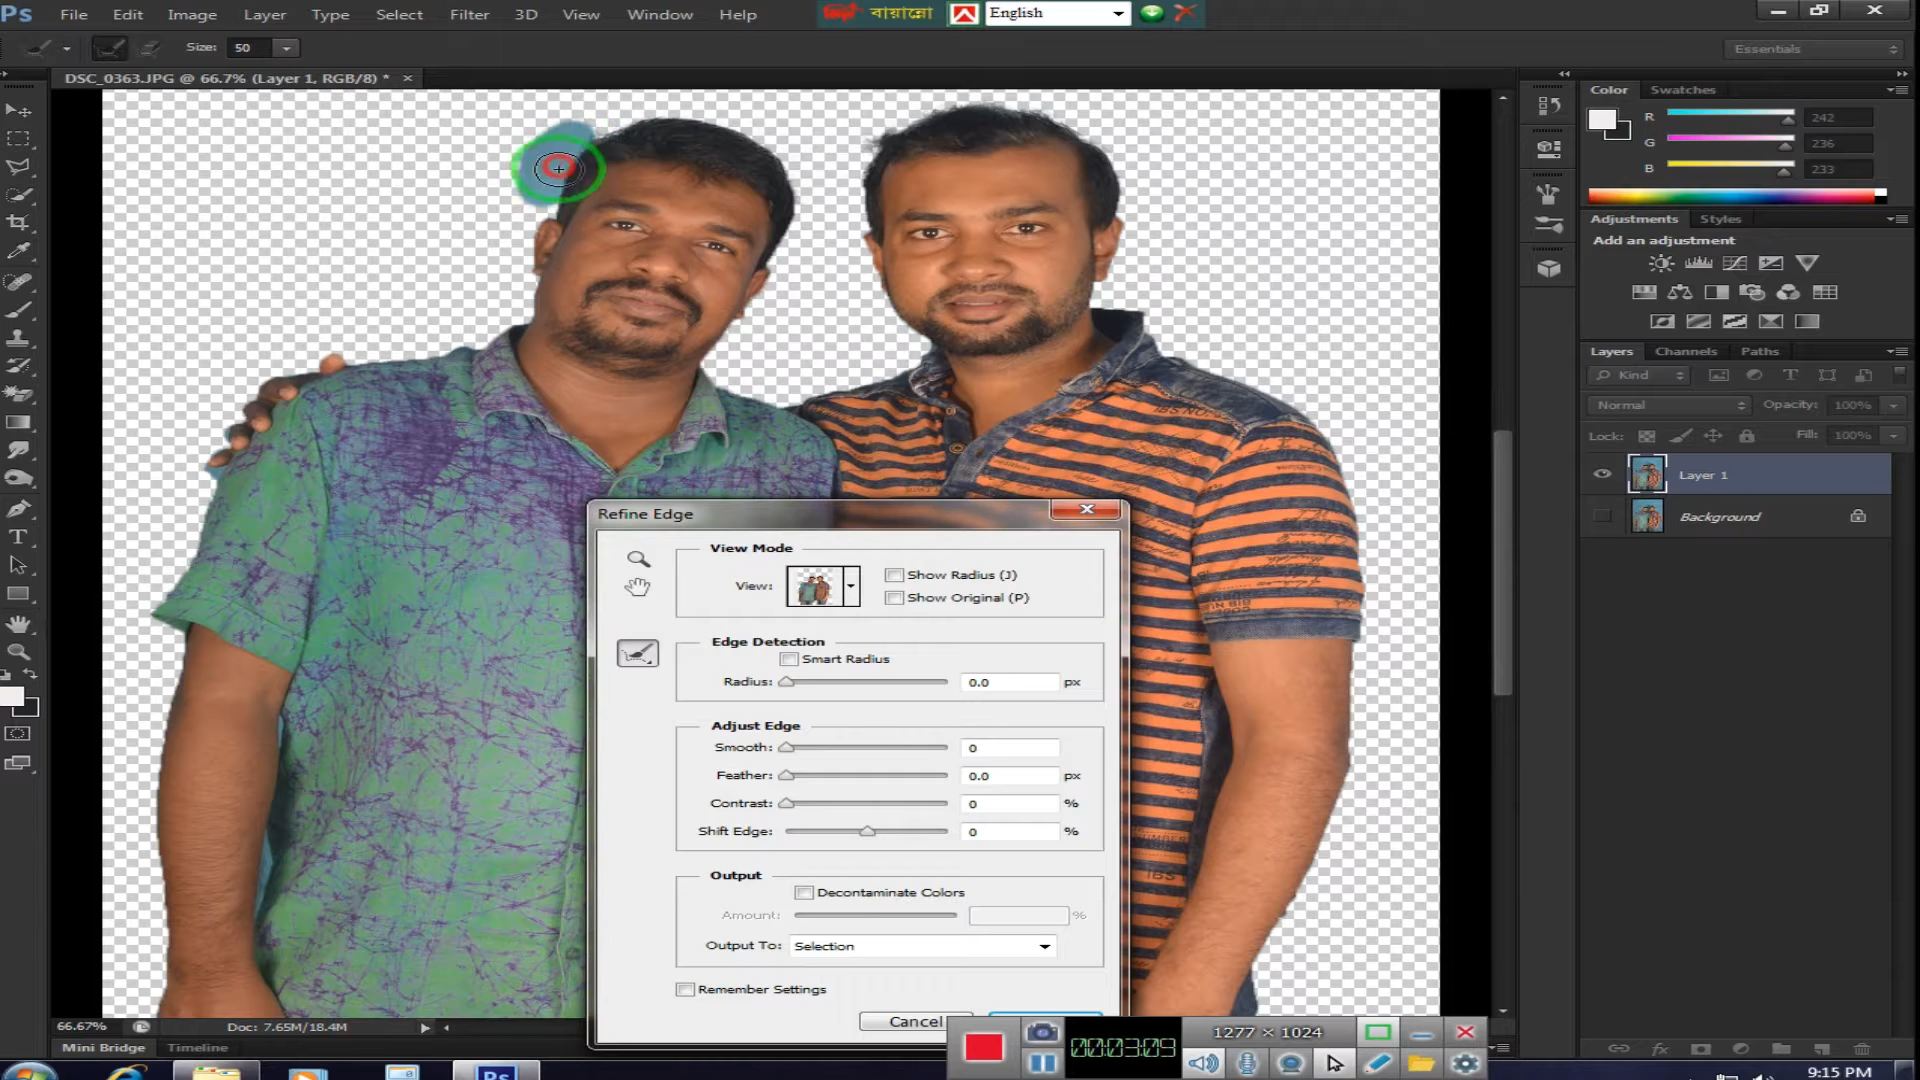 Ps File Edit Image Layer Type Select Filter 3D View Window Help
বায়ান্নো English
Size: 50
Essentials
DSC_0363.JPG @ 66.7% (Layer 1, RGB/8) * ×
Color Swatches
R 242
G 236
B 233
Adjustments Styles
Add an adjustment
Layers Channels Paths
Kind
Normal Opacity: 100%
Lock: Fill: 100%
Layer 1
Background
Refine Edge
View Mode
View:
Show Radius (J)
Show Original (P)
Edge Detection
Smart Radius
Radius: 0.0 px
Adjust Edge
Smooth: 0
Feather: 0.0 px
Contrast: 0 %
Shift Edge: 0 %
Output
Decontaminate Colors
Amount: %
Output To: Selection
Remember Settings
Cancel
66.67% Doc: 7.65M/18.4M
Mini Bridge Timeline
00:03:09
1277 × 1024
Ps
9:15 PM